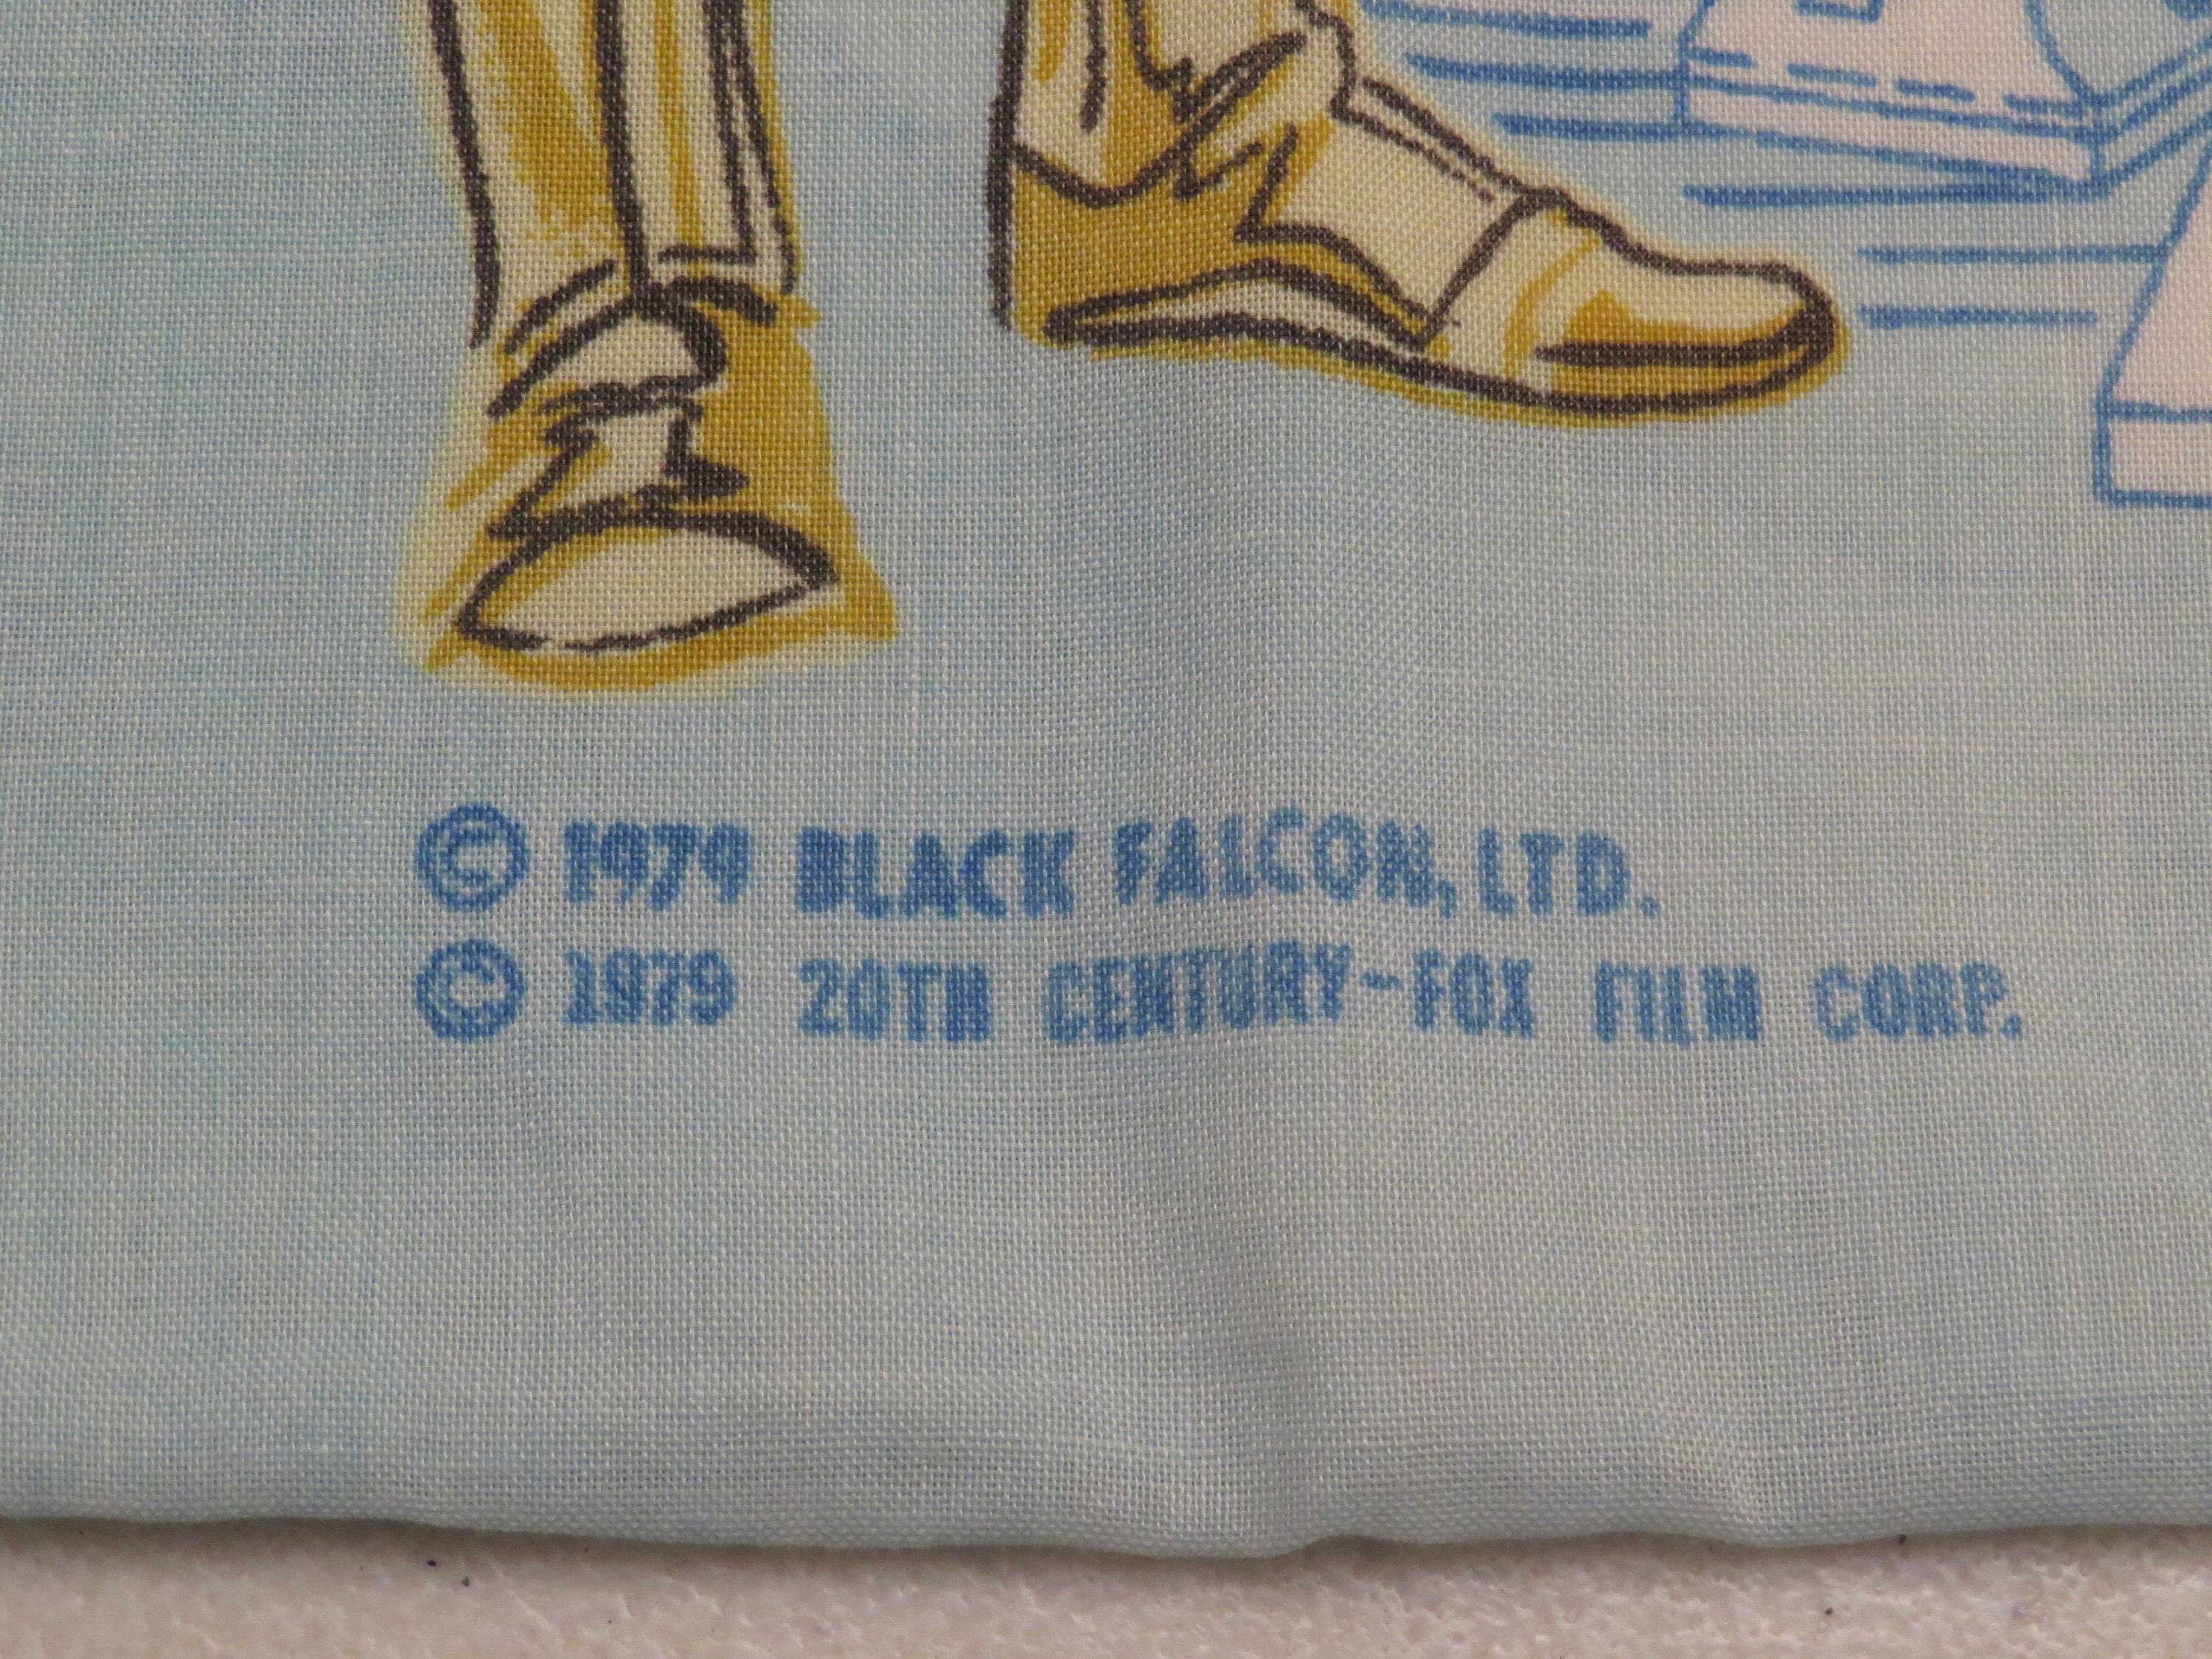 © 1979 BLACK FALCON, LTD.
© 1979 20TH CENTURY-FOX FILM CORP.